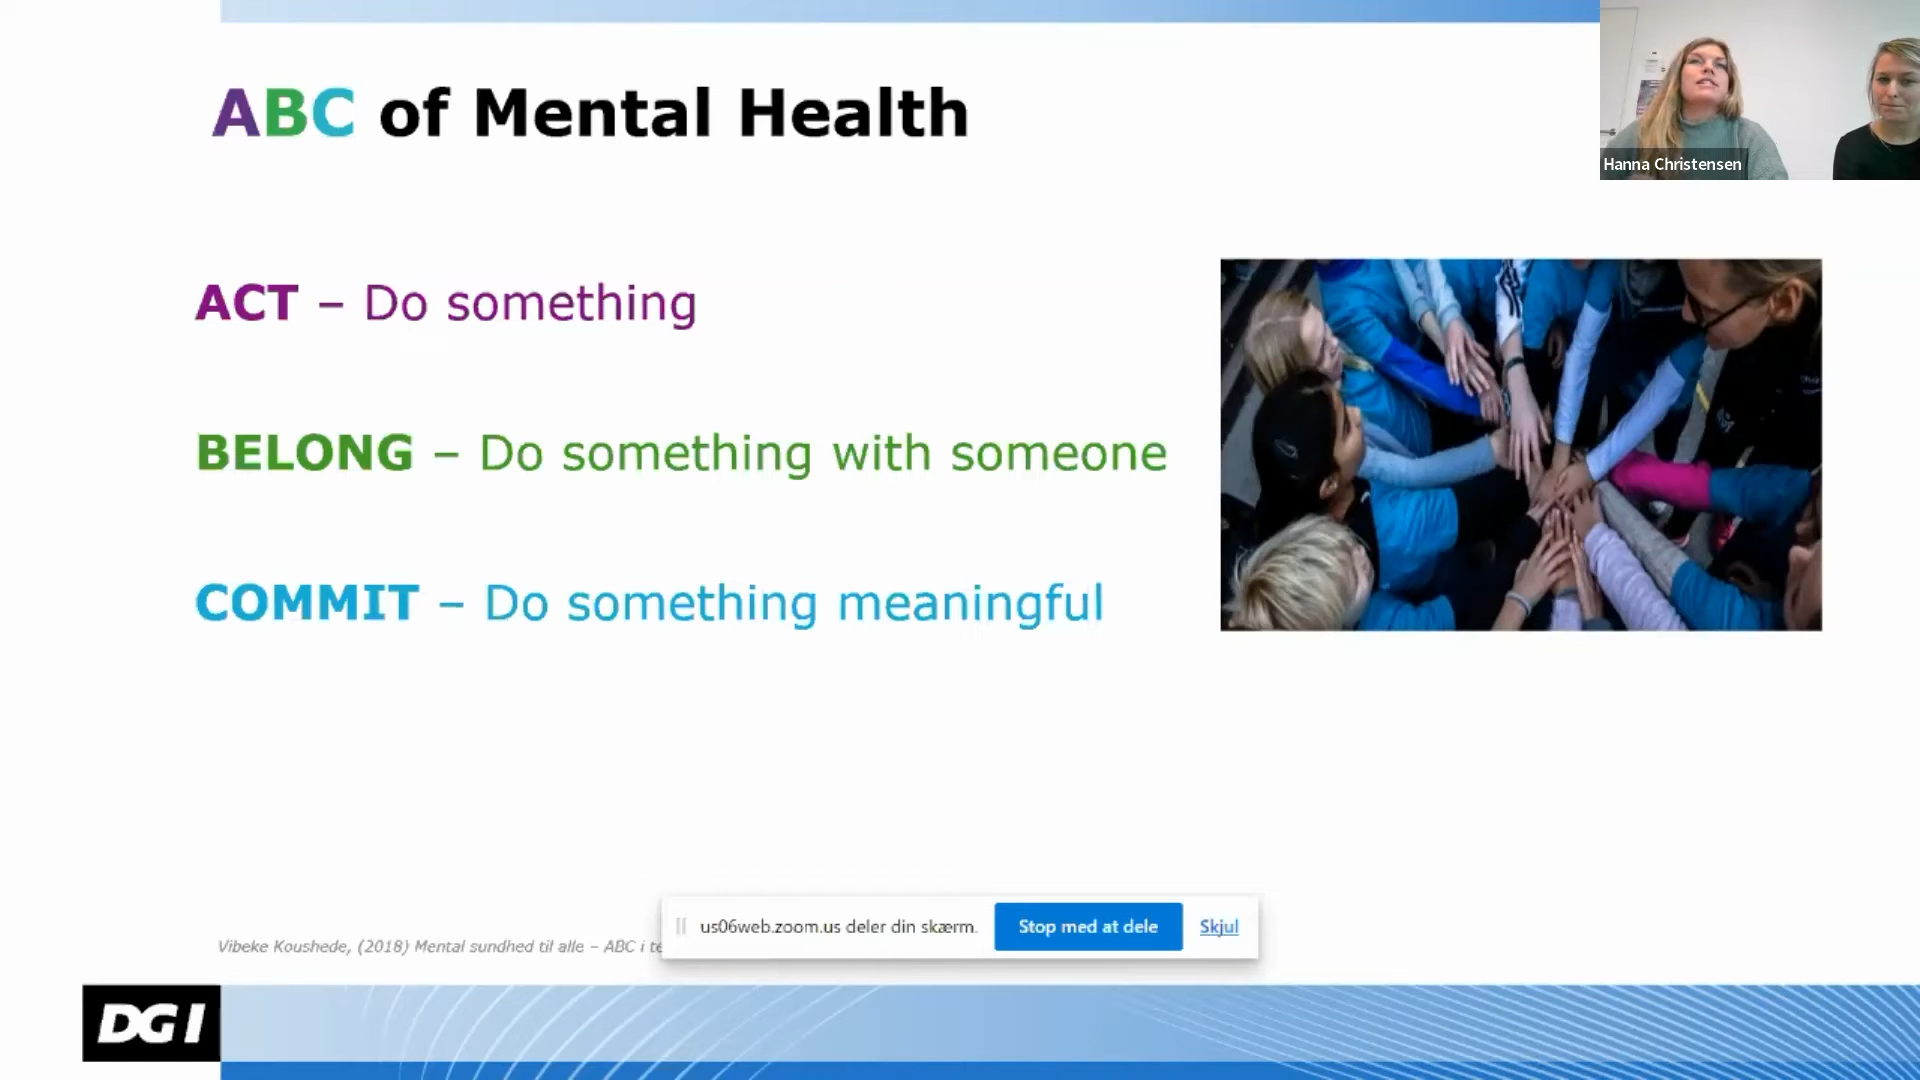 ABC of Mental Health
Hanna Christensen
ACT – Do something
BELONG – Do something with someone
COMMIT – Do something meaningful
us06web.zoom.us deler din skærm.
Stop med at dele
Skjul
Vibeke Koushede, (2018) Mental sundhed til alle – ABC i
DGI